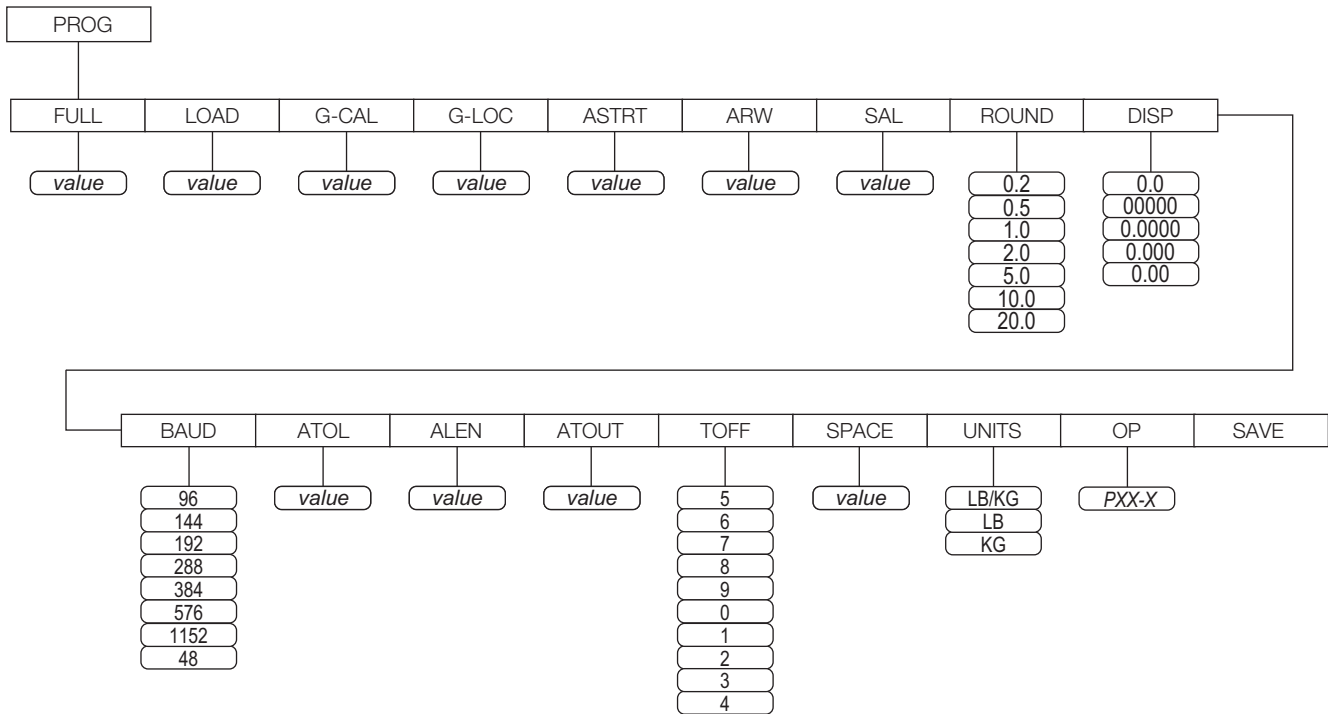 PROG
FULL LOAD G-CAL G-LOC ASTRT ARW SAL ROUND DISP
value value value value value value value 0.2 0.0
0.5 00000
1.0 0.0000
2.0 0.000
5.0 0.00
10.0
20.0
BAUD ATOL ALEN ATOUT TOFF SPACE UNITS OP SAVE
96 value value value 5 value LB/KG PXX-X
144 6 LB
192 7 KG
288 8
384 9
576 0
1152 1
48 2
3
4